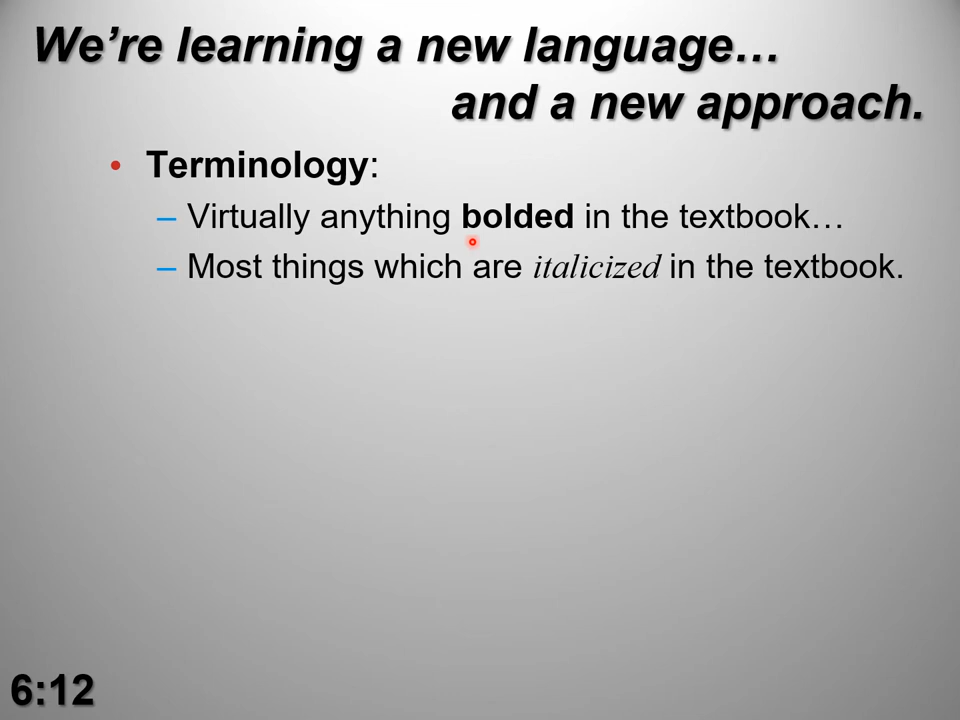 We’re learning a new language…
and a new approach.
• Terminology:
– Virtually anything bolded in the textbook…
– Most things which are italicized in the textbook.
6:12